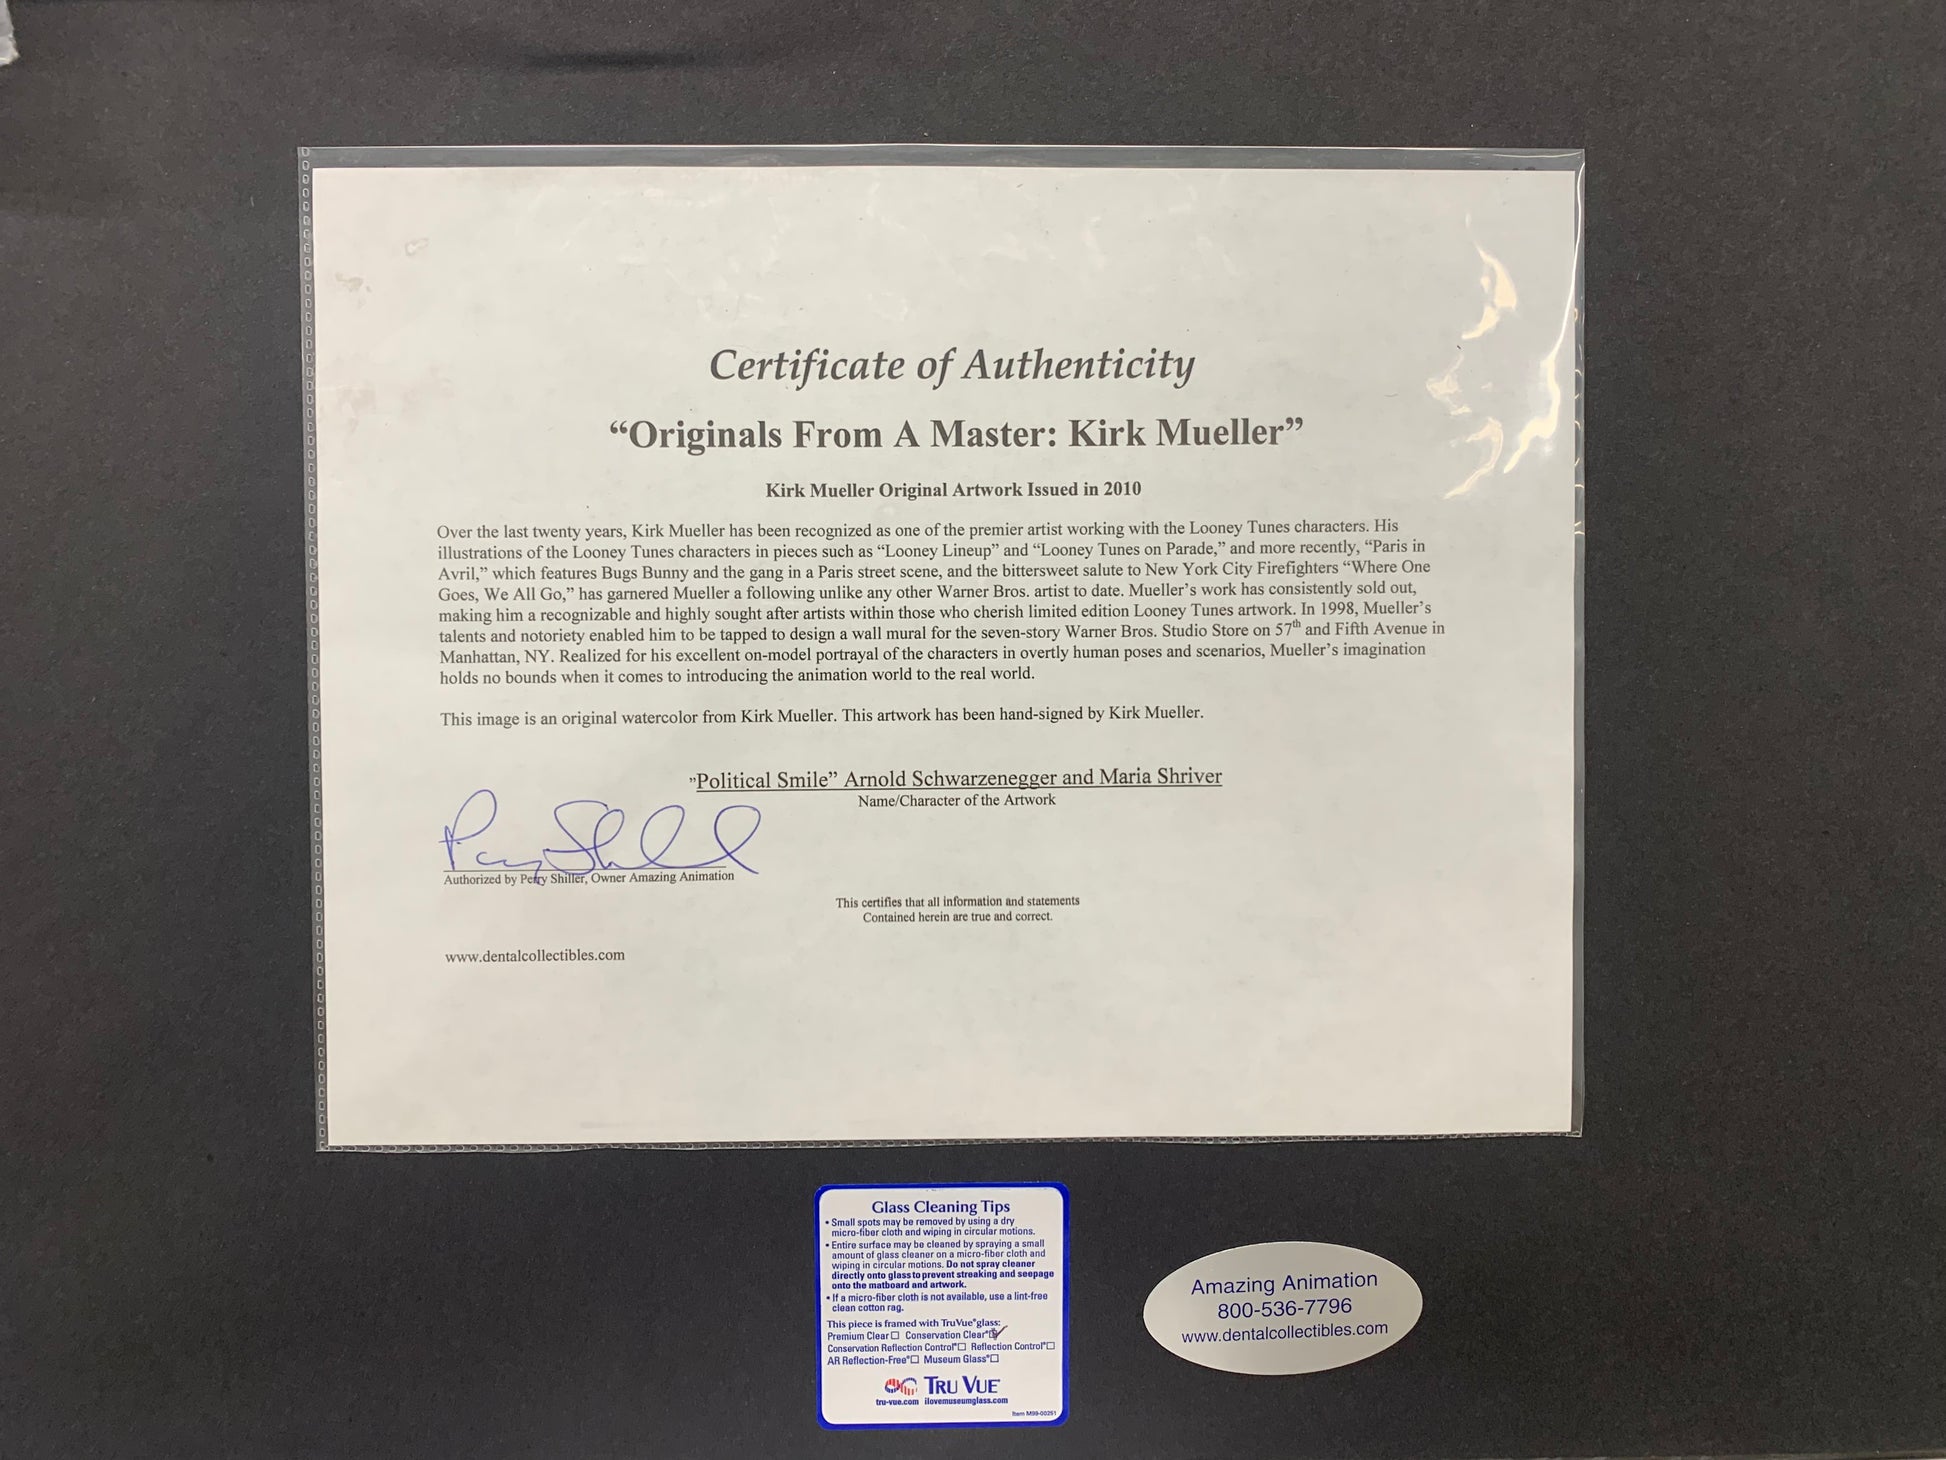 Certificate of Authenticity
“Originals From A Master: Kirk Mueller”
Kirk Mueller Original Artwork Issued in 2010
Over the last twenty years, Kirk Mueller has been recognized as one of the premier artist working with the Looney Tunes characters. His
illustrations of the Looney Tunes characters in pieces such as “Looney Lineup” and “Looney Tunes on Parade,” and more recently, “Paris in
Avril,” which features Bugs Bunny and the gang in a Paris street scene, and the bittersweet salute to New York City Firefighters “Where One
Goes, We All Go,” has garnered Mueller a following unlike any other Warner Bros. artist to date. Mueller’s work has consistently sold out,
making him a recognizable and highly sought after artists within those who cherish limited edition Looney Tunes artwork. In 1998, Mueller’s
talents and notoriety enabled him to be tapped to design a wall mural for the seven-story Warner Bros. Studio Store on 57th and Fifth Avenue in
Manhattan, NY. Realized for his excellent on-model portrayal of the characters in overtly human poses and scenarios, Mueller’s imagination
holds no bounds when it comes to introducing the animation world to the real world.
This image is an original watercolor from Kirk Mueller. This artwork has been hand-signed by Kirk Mueller.
”Political Smile” Arnold Schwarzenegger and Maria Shriver
Name/Character of the Artwork
Authorized by Perry Shiller, Owner Amazing Animation
This certifies that all information and statements
Contained herein are true and correct.
www.dentalcollectibles.com
Glass Cleaning Tips
• Small spots may be removed by using a dry
micro-fiber cloth and wiping in circular motions.
• Entire surface may be cleaned by spraying a small
amount of glass cleaner on a micro-fiber cloth and
wiping in circular motions. Do not spray cleaner
directly onto glass to prevent streaking and seepage
onto the matboard and artwork.
• If a micro-fiber cloth is not available, use a lint-free
clean cotton rag.
This piece is framed with TruVue® glass:
Premium Clear☐ Conservation Clear®☑
Conservation Reflection Control®☐ Reflection Control®☐
AR Reflection-Free®☐ Museum Glass®☐
TRU VUE
tru-vue.com ilovemuseumglass.com
Item M99-00251
Amazing Animation
800-536-7796
www.dentalcollectibles.com